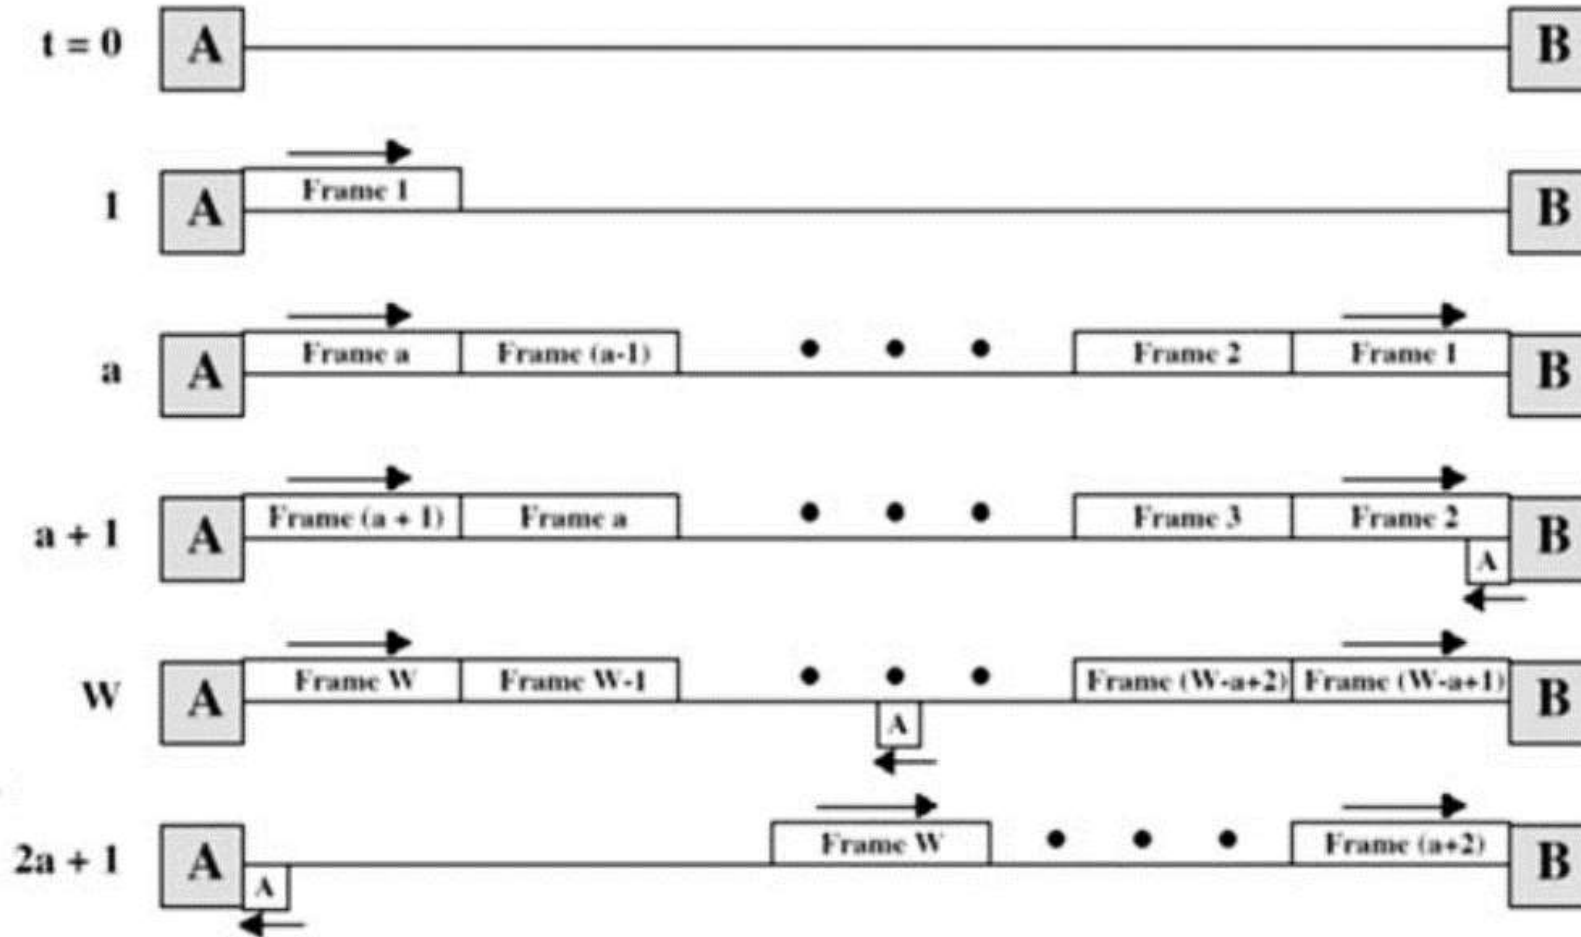 t = 0 A B
Frame 1
1 A B
Frame a Frame (a-1) Frame 2 Frame 1
a A B
Frame (a + 1) Frame a Frame 3 Frame 2
a + 1 A B
A
Frame W Frame W-1 Frame (W-a+2) Frame (W-a+1)
W A B
A
Frame W Frame (a+2)
2a + 1 A B
A